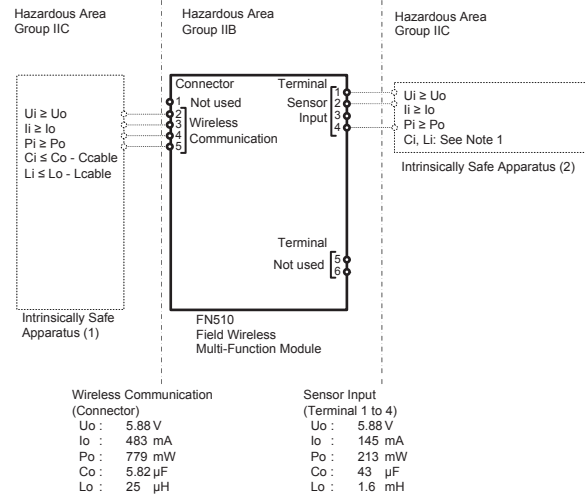 Hazardous Area
Group IIC
Hazardous Area
Group IIB
Hazardous Area
Group IIC
Connector
1 Not used
2
3 Wireless
4 Communication
5
Terminal
Sensor
Input
1
2
3
4
Ui ≥ Uo
Ii ≥ Io
Pi ≥ Po
Ci ≤ Co - Ccable
Li ≤ Lo - Lcable
Ui ≥ Uo
Ii ≥ Io
Pi ≥ Po
Ci, Li: See Note 1
Intrinsically Safe Apparatus (2)
Terminal
Not used
5
6
Intrinsically Safe
Apparatus (1)
FN510
Field Wireless
Multi-Function Module
Wireless Communication
(Connector)
Uo : 5.88 V
Io : 483 mA
Po : 779 mW
Co : 5.82 µF
Lo : 25 µH
Sensor Input
(Terminal 1 to 4)
Uo : 5.88 V
Io : 145 mA
Po : 213 mW
Co : 43 µF
Lo : 1.6 mH